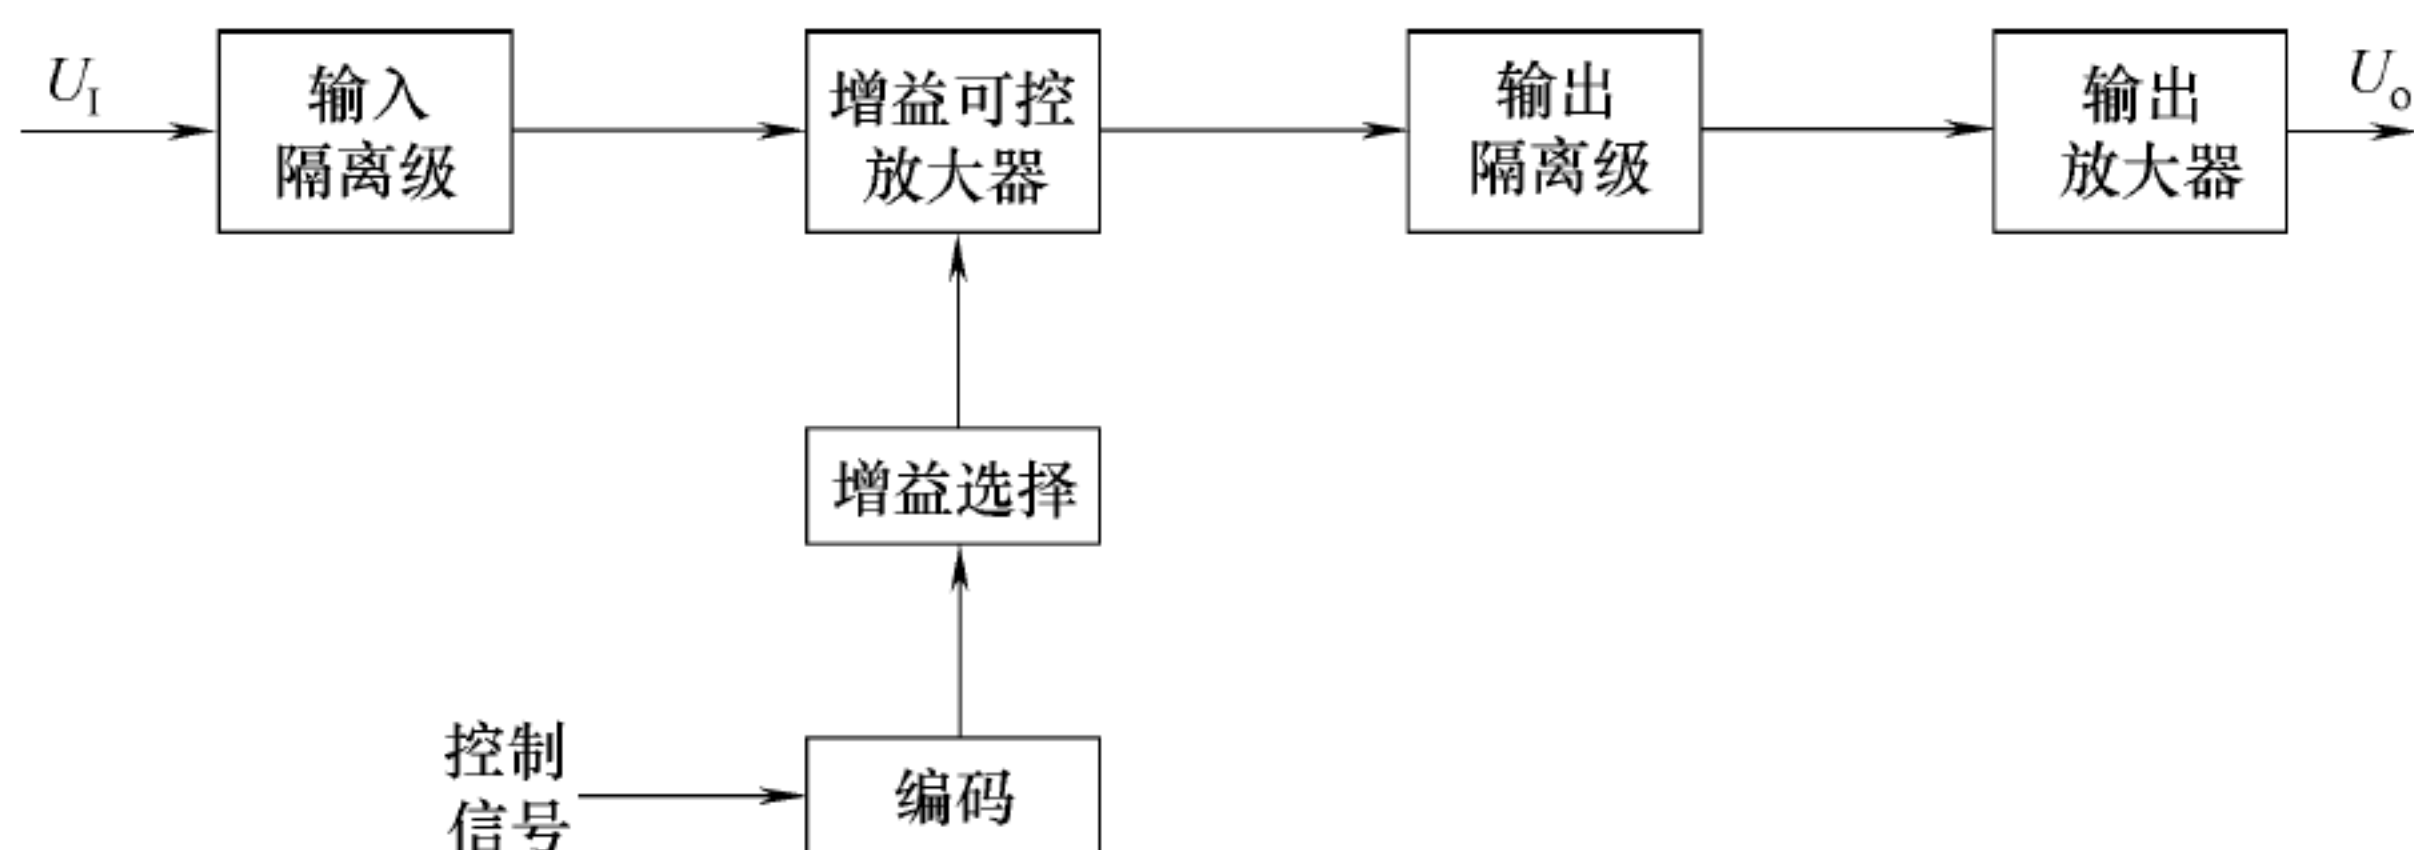 U_I
输入
隔离级
增益可控
放大器
输出
隔离级
输出
放大器
U_o
增益选择
控制
信号
编码